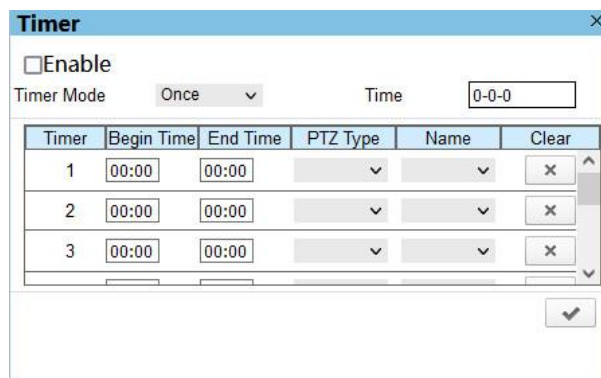 Timer
Enable
Timer Mode Once Time 0-0-0
Timer Begin Time End Time PTZ Type Name Clear
1 00:00 00:00
2 00:00 00:00
3 00:00 00:00